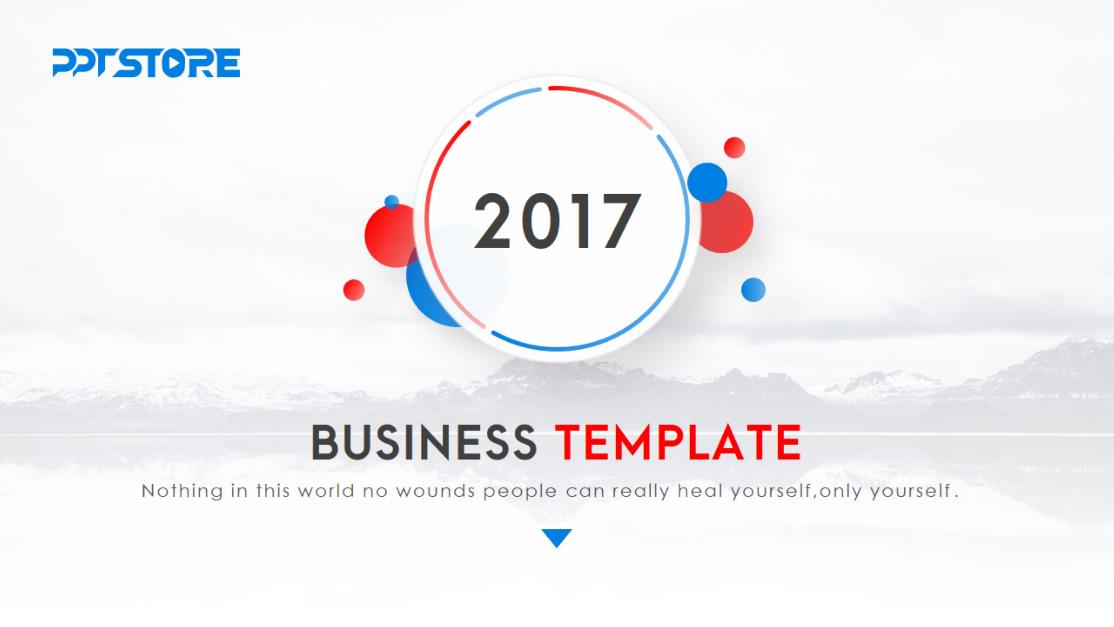 PPTSTORE
2017
BUSINESS TEMPLATE
Nothing in this world no wounds people can really heal yourself,only yourself.